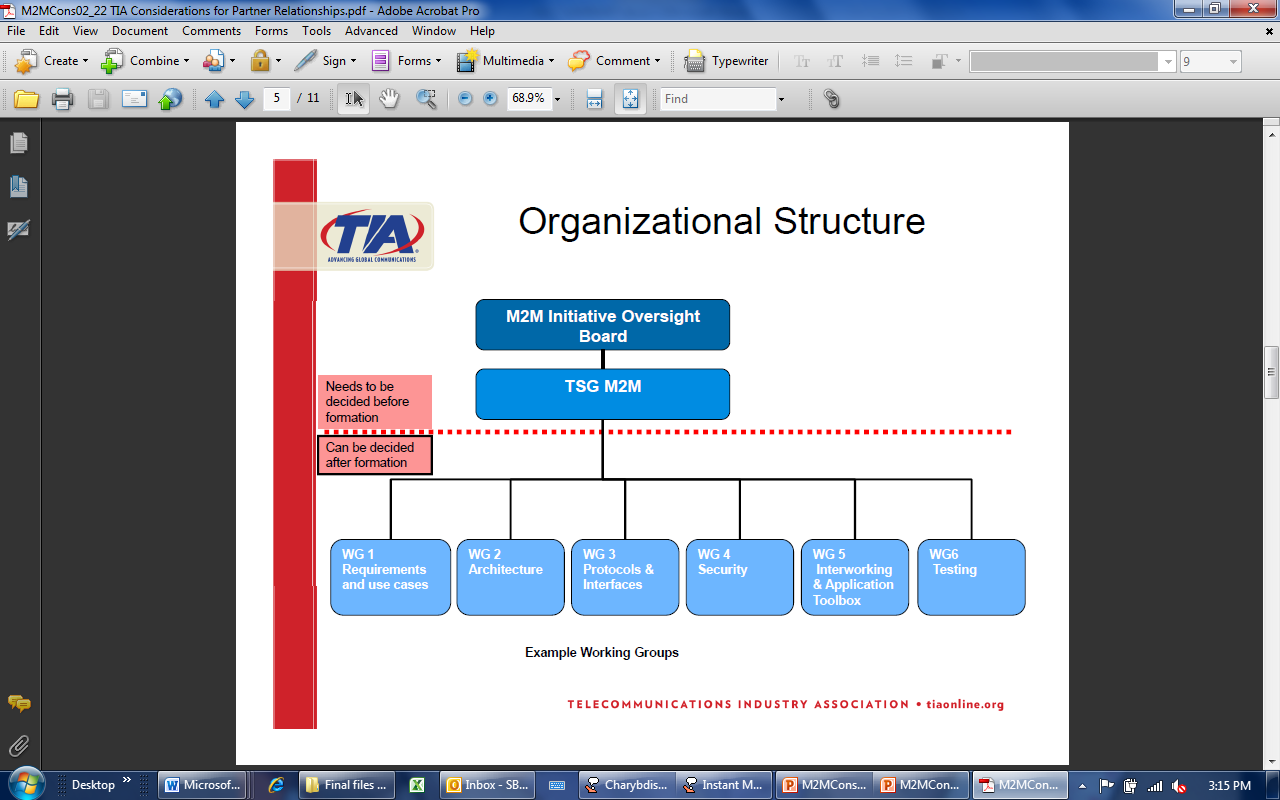 M2MCons02_22 TIA Considerations for Partner Relationships.pdf - Adobe Acrobat Pro
File Edit View Document Comments Forms Tools Advanced Window Help
Create Combine Sign Forms Multimedia Comment Typewriter Tr TT T 9
5 / 11 68.9% Find
TIA
ADVANCING GLOBAL COMMUNICATIONS
Organizational Structure
M2M Initiative Oversight
Board
TSG M2M
Needs to be
decided before
formation
Can be decided
after formation
WG 1
Requirements
and use cases
WG 2
Architecture
WG 3
Protocols &
Interfaces
WG 4
Security
WG 5
Interworking
& Application
Toolbox
WG6
Testing
Example Working Groups
TELECOMMUNICATIONS INDUSTRY ASSOCIATION • tiaonline.org
Desktop » Microsof... Final files ... Inbox - SB... Charybdis... Instant M... M2MCons... M2MCon... M2MCon... 3:15 PM